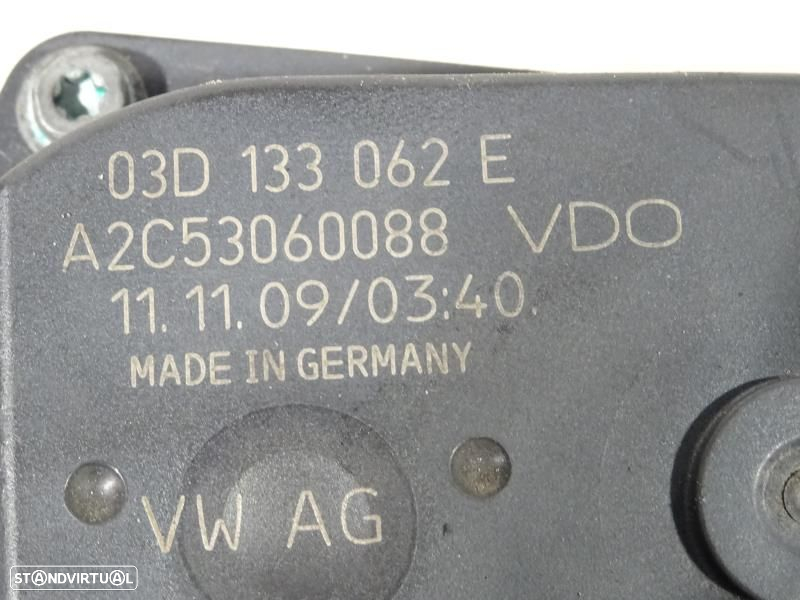 03D 133 062 E
A2C53060088 VDO
11.11.09/03:40.
MADE IN GERMANY
VW AG
STANDVIRTUAL